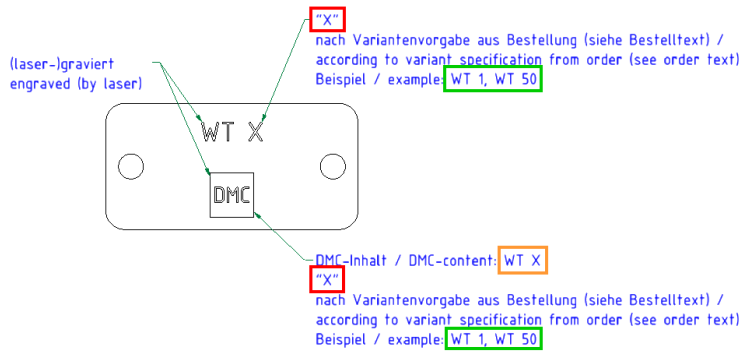 "X"
nach Variantenvorgabe aus Bestellung (siehe Bestelltext) /
according to variant specification from order (see order text)
Beispiel / example: WT 1, WT 50
(laser-)graviert
engraved (by laser)
WT X
DMC
DMC-Inhalt / DMC-content: WT X
"X"
nach Variantenvorgabe aus Bestellung (siehe Bestelltext) /
according to variant specification from order (see order text)
Beispiel / example: WT 1, WT 50